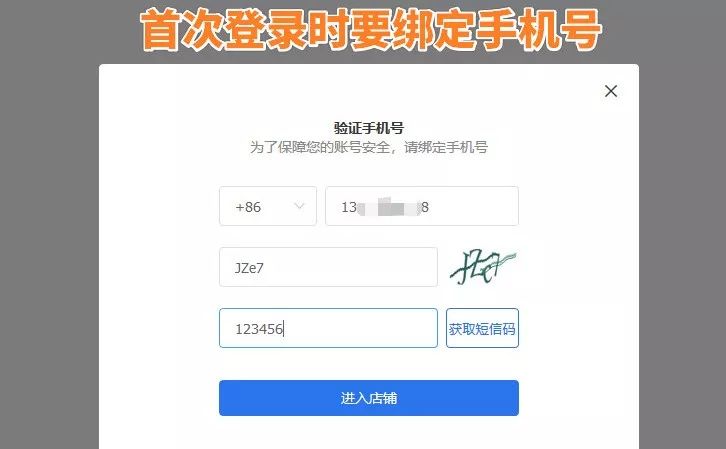 首次登录时要绑定手机号
验证手机号
为了保障您的账号安全，请绑定手机号
+86 13 8
JZe7 JZe7
123456 获取短信码
进入店铺